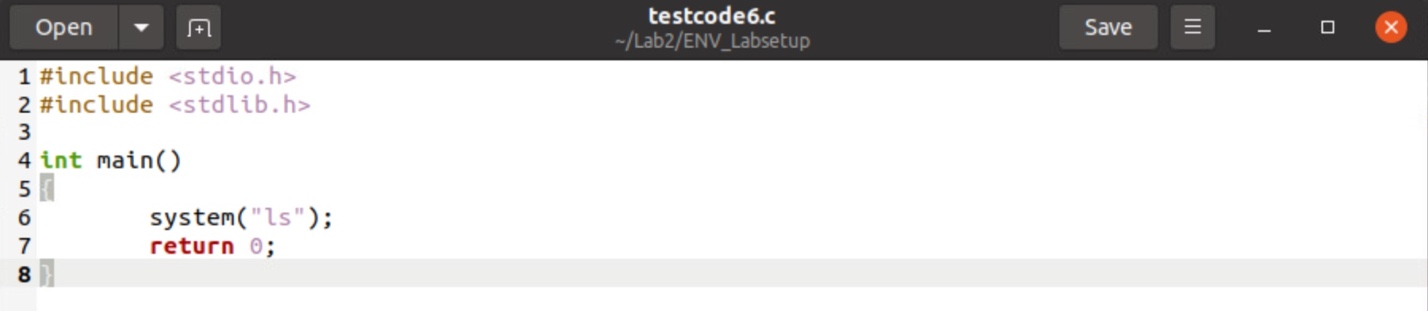 Open
testcode6.c
~/Lab2/ENV_Labsetup
Save
1 #include <stdio.h>
2 #include <stdlib.h>
3
4 int main()
5 {
6         system("ls");
7         return 0;
8 }